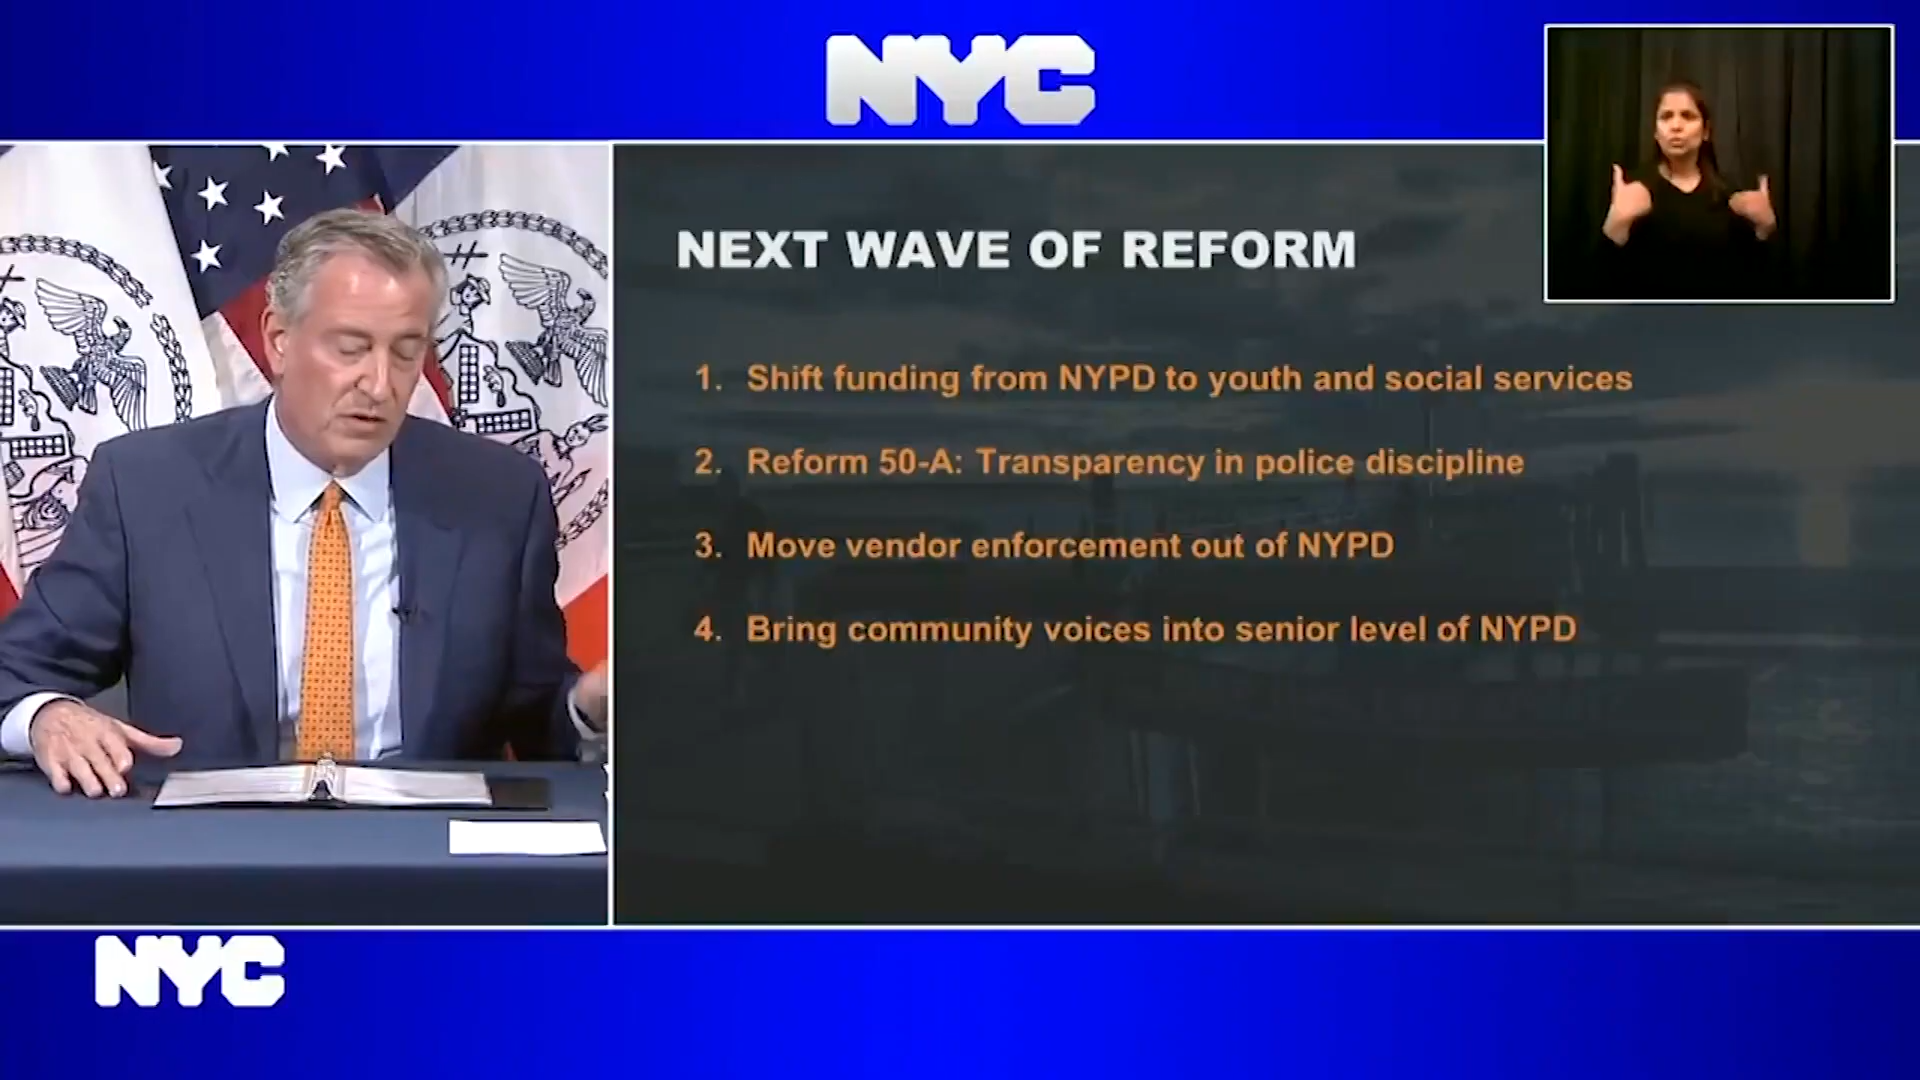 NYC
NEXT WAVE OF REFORM
1. Shift funding from NYPD to youth and social services
2. Reform 50-A: Transparency in police discipline
3. Move vendor enforcement out of NYPD
4. Bring community voices into senior level of NYPD
NYC